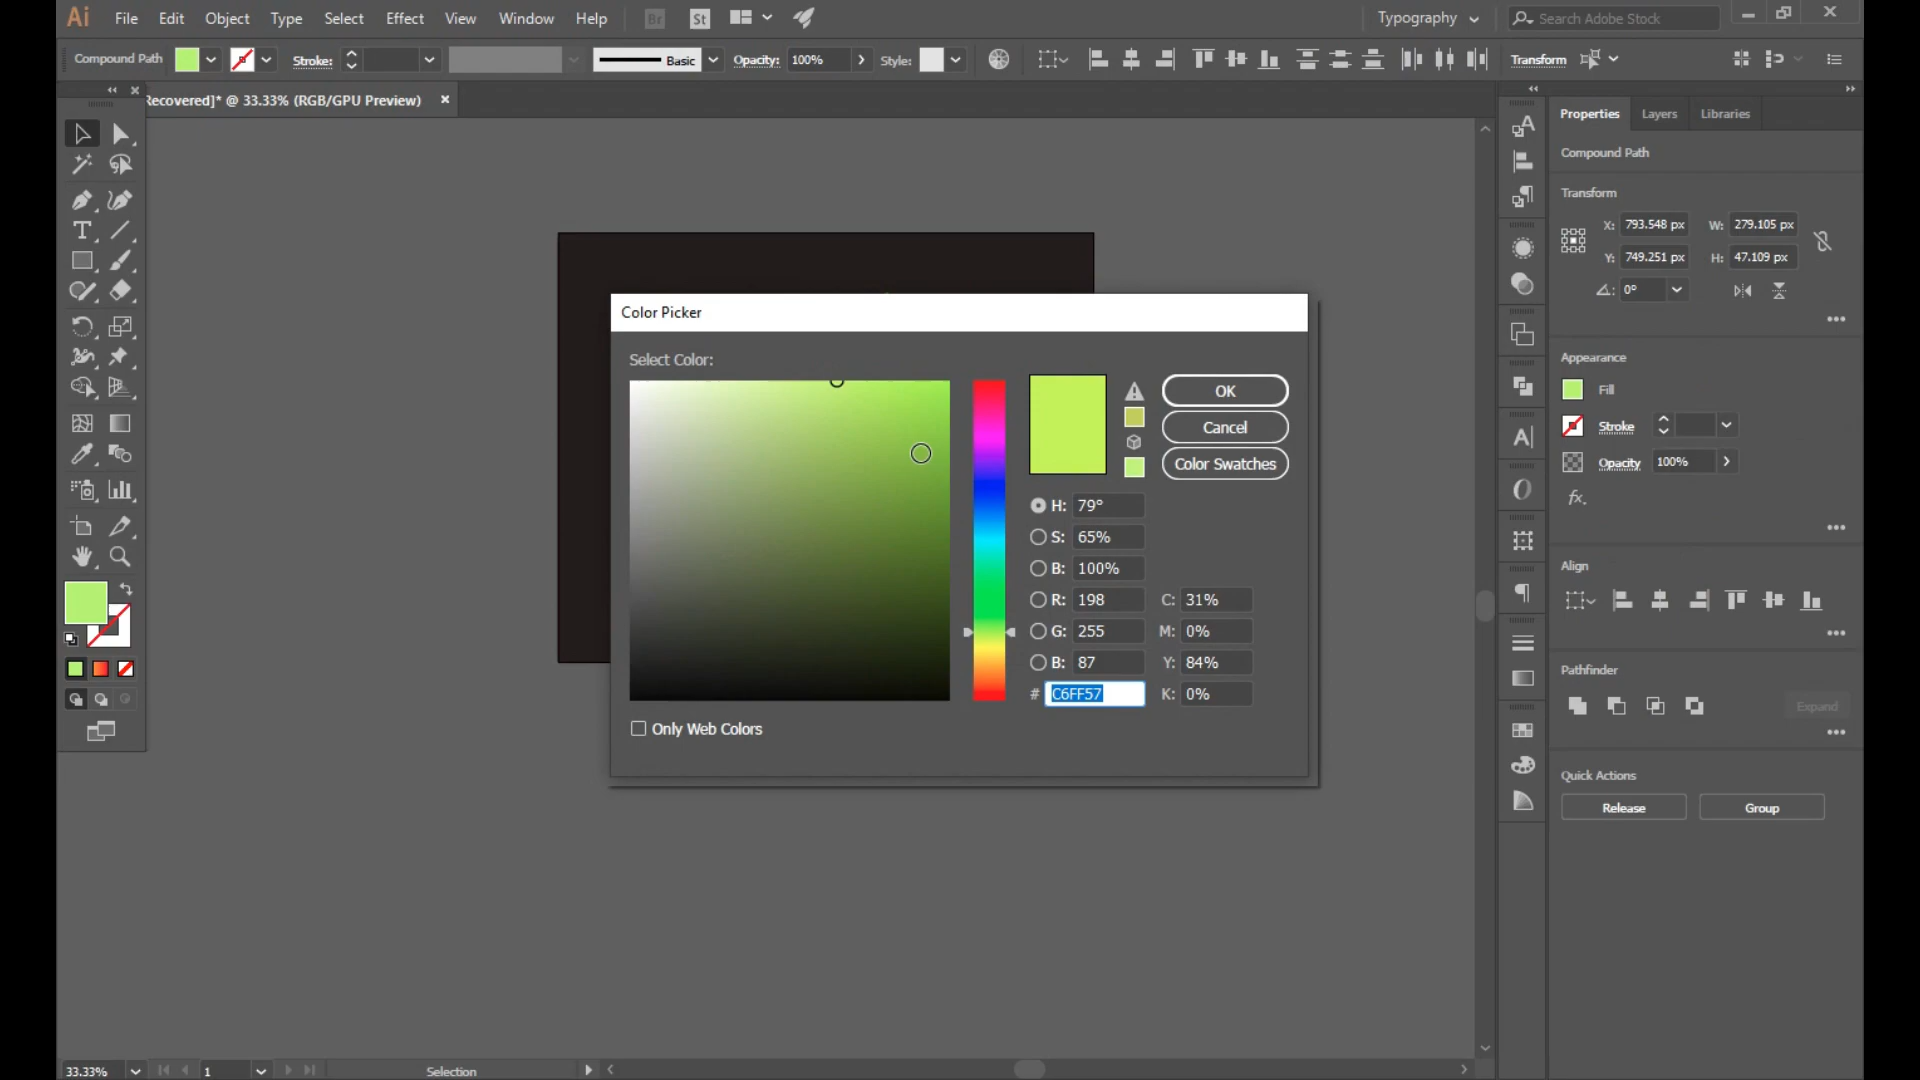 Ai File Edit Object Type Select Effect View Window Help Br St Typography Search Adobe Stock
Compound Path Stroke: Basic Opacity: 100% Style: Transform
Recovered]* @ 33.33% (RGB/GPU Preview)
Properties Layers Libraries
Compound Path
Transform
X: 793.548 px W: 279.105 px
Y: 749.251 px H: 47.109 px
0°
Appearance
Fill
Stroke
Opacity 100%
fx.
Align
Pathfinder
Expand
Quick Actions
Release Group
Color Picker
Select Color:
OK
Cancel
Color Swatches
H: 79°
S: 65%
B: 100%
R: 198 C: 31%
G: 255 M: 0%
B: 87 Y: 84%
# C6FF57 K: 0%
Only Web Colors
33.33% 1 Selection